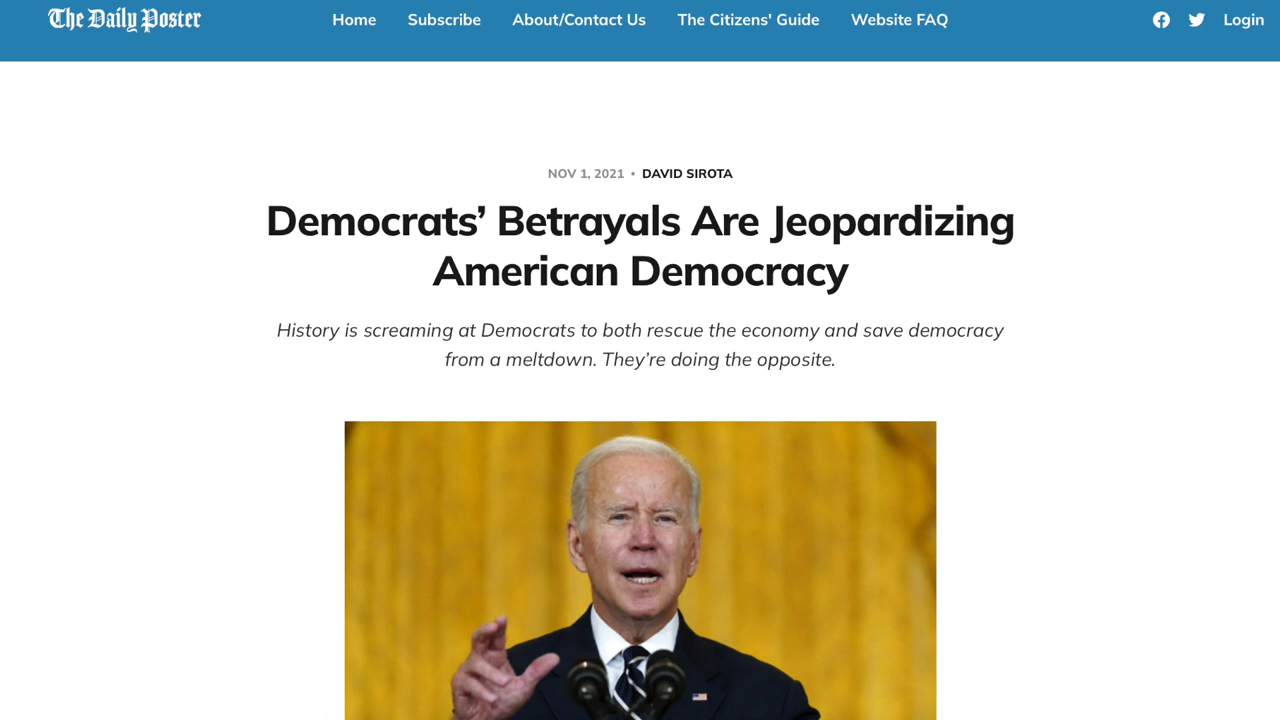 The Daily Poster
Home
Subscribe
About/Contact Us
The Citizens' Guide
Website FAQ
Login
NOV 1, 2021 • DAVID SIROTA
Democrats’ Betrayals Are Jeopardizing
American Democracy
History is screaming at Democrats to both rescue the economy and save democracy
from a meltdown. They’re doing the opposite.